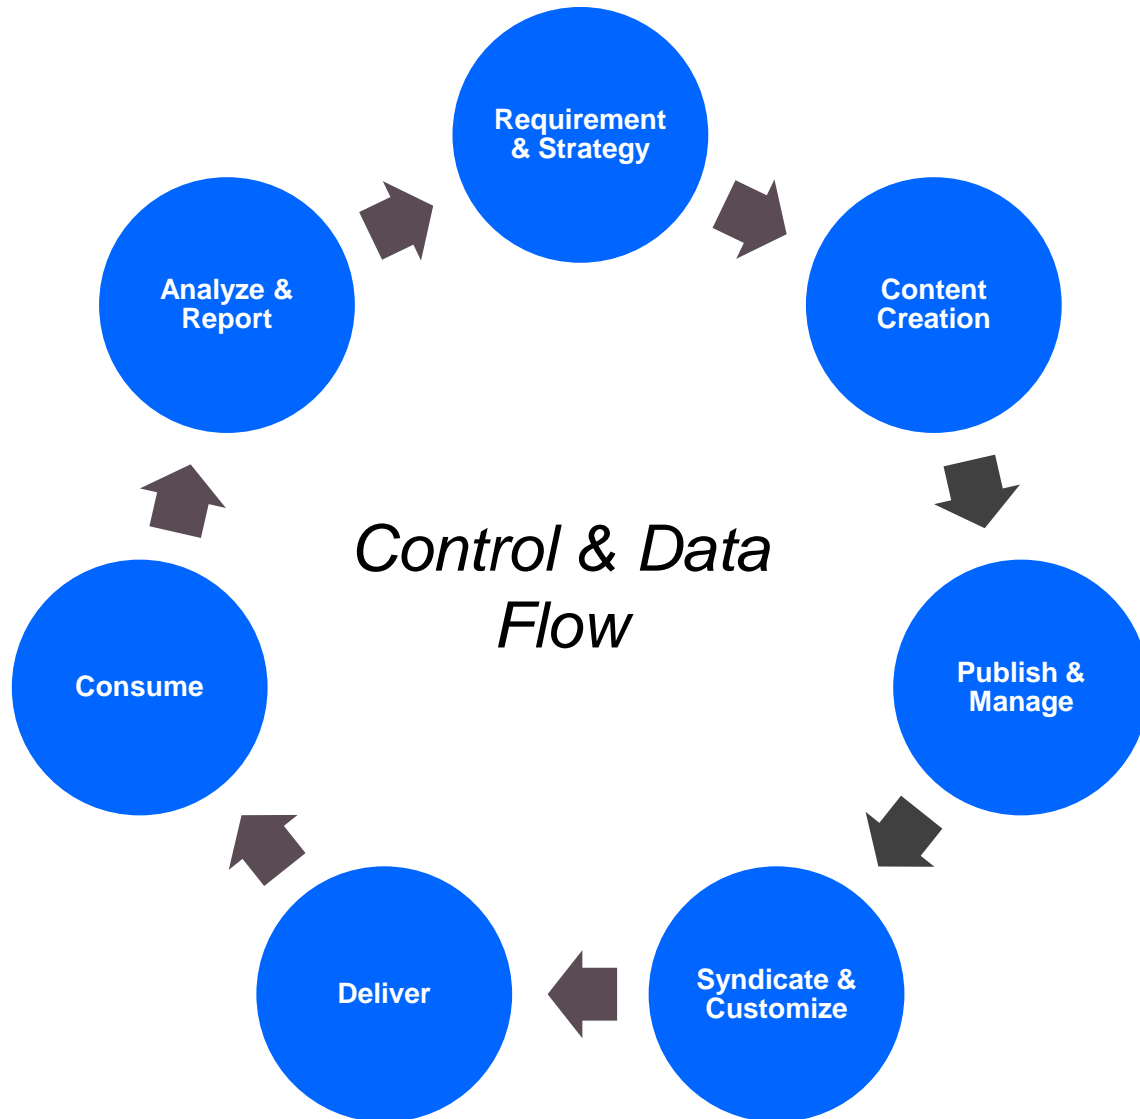 Requirement
& Strategy
Content
Creation
Publish &
Manage
Syndicate &
Customize
Deliver
Consume
Analyze &
Report
Control & Data
Flow